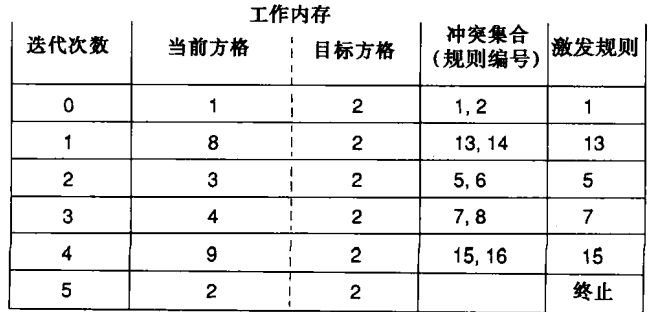 工作内存
迭代次数 当前方格 目标方格 冲突集合（规则编号） 激发规则
0 1 2 1, 2 1
1 8 2 13, 14 13
2 3 2 5, 6 5
3 4 2 7, 8 7
4 9 2 15, 16 15
5 2 2 终止